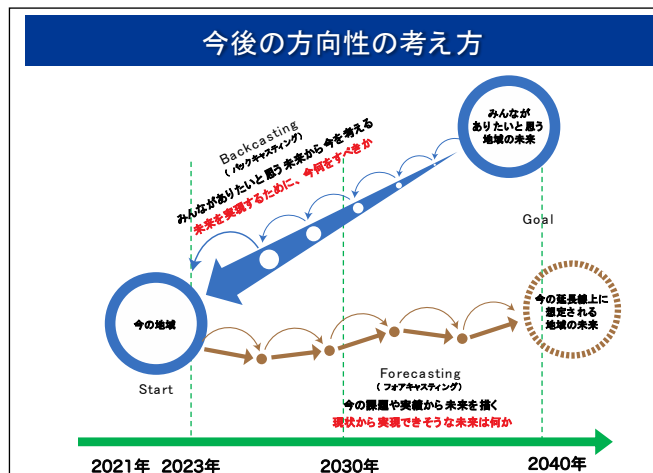 今後の方向性の考え方
みんなが
ありたいと思う
地域の未来
Backcasting
(バックキャスティング)
みんながありたいと思う未来から今を考える
未来を実現するために、今何をすべきか
Goal
今の地域
今の延長線上に
想定される
地域の未来
Start
Forecasting
(フォアキャスティング)
今の課題や実績から未来を描く
現状から実現できそうな未来は何か
2021年 2023年 2030年 2040年